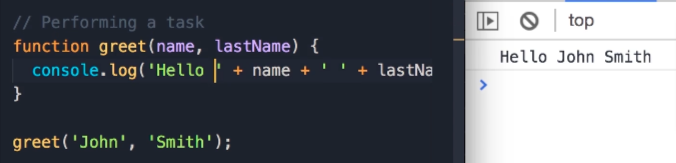 // Performing a task
function greet(name, lastName) {
  console.log('Hello ' + name + ' ' + lastNa
}
greet('John', 'Smith');
top
Hello John Smith
>